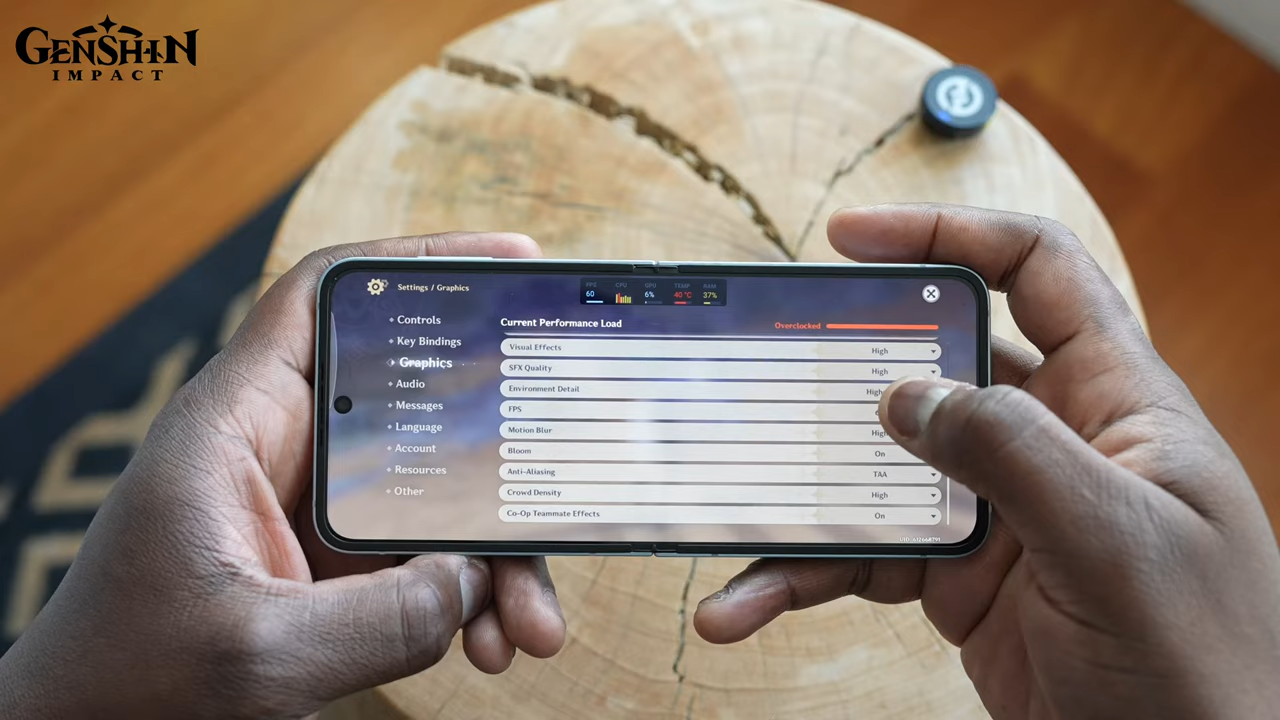 GENSHIN
IMPACT
Settings / Graphics
FPS CPU GPU TEMP RAM
60 6% 40 °C 37%
Controls
Key Bindings
Graphics
Audio
Messages
Language
Account
Resources
Other
Current Performance Load Overclocked
Visual Effects High
SFX Quality High
Environment Detail High
FPS
Motion Blur High
Bloom On
Anti-Aliasing TAA
Crowd Density High
Co-Op Teammate Effects On